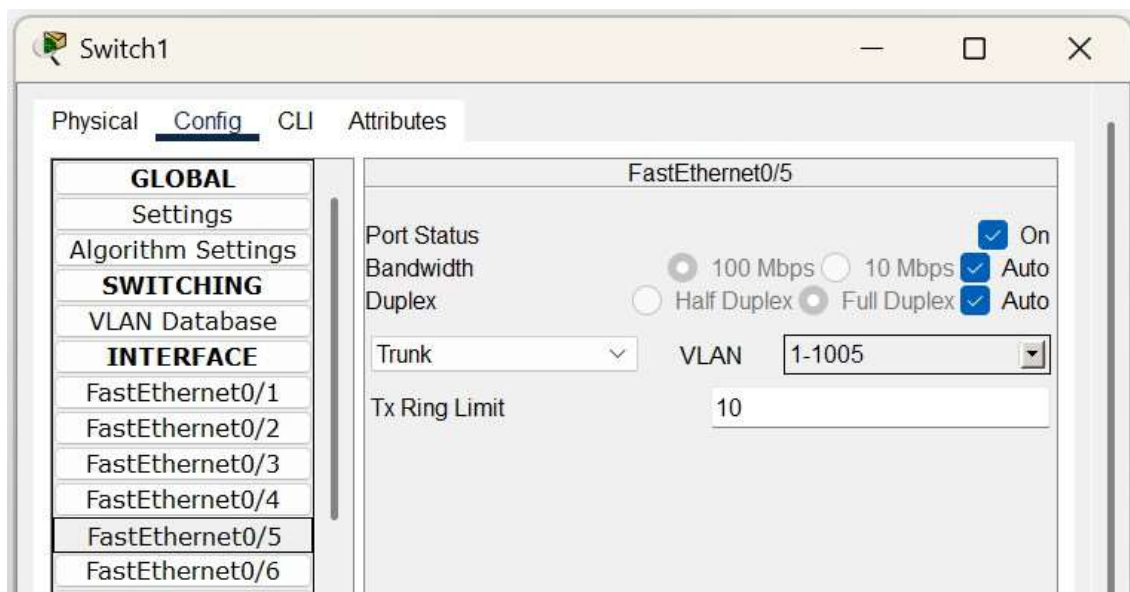 Switch1
Physical Config CLI Attributes
GLOBAL
Settings
Algorithm Settings
SWITCHING
VLAN Database
INTERFACE
FastEthernet0/1
FastEthernet0/2
FastEthernet0/3
FastEthernet0/4
FastEthernet0/5
FastEthernet0/6
FastEthernet0/5
Port Status On
Bandwidth 100 Mbps 10 Mbps Auto
Duplex Half Duplex Full Duplex Auto
Trunk VLAN 1-1005
Tx Ring Limit 10